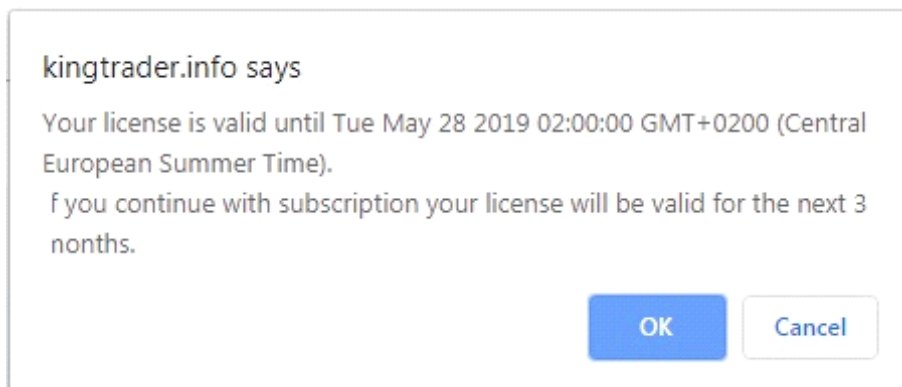 kingtrader.info says
Your license is valid until Tue May 28 2019 02:00:00 GMT+0200 (Central
European Summer Time).
f you continue with subscription your license will be valid for the next 3
nonths.
OK
Cancel